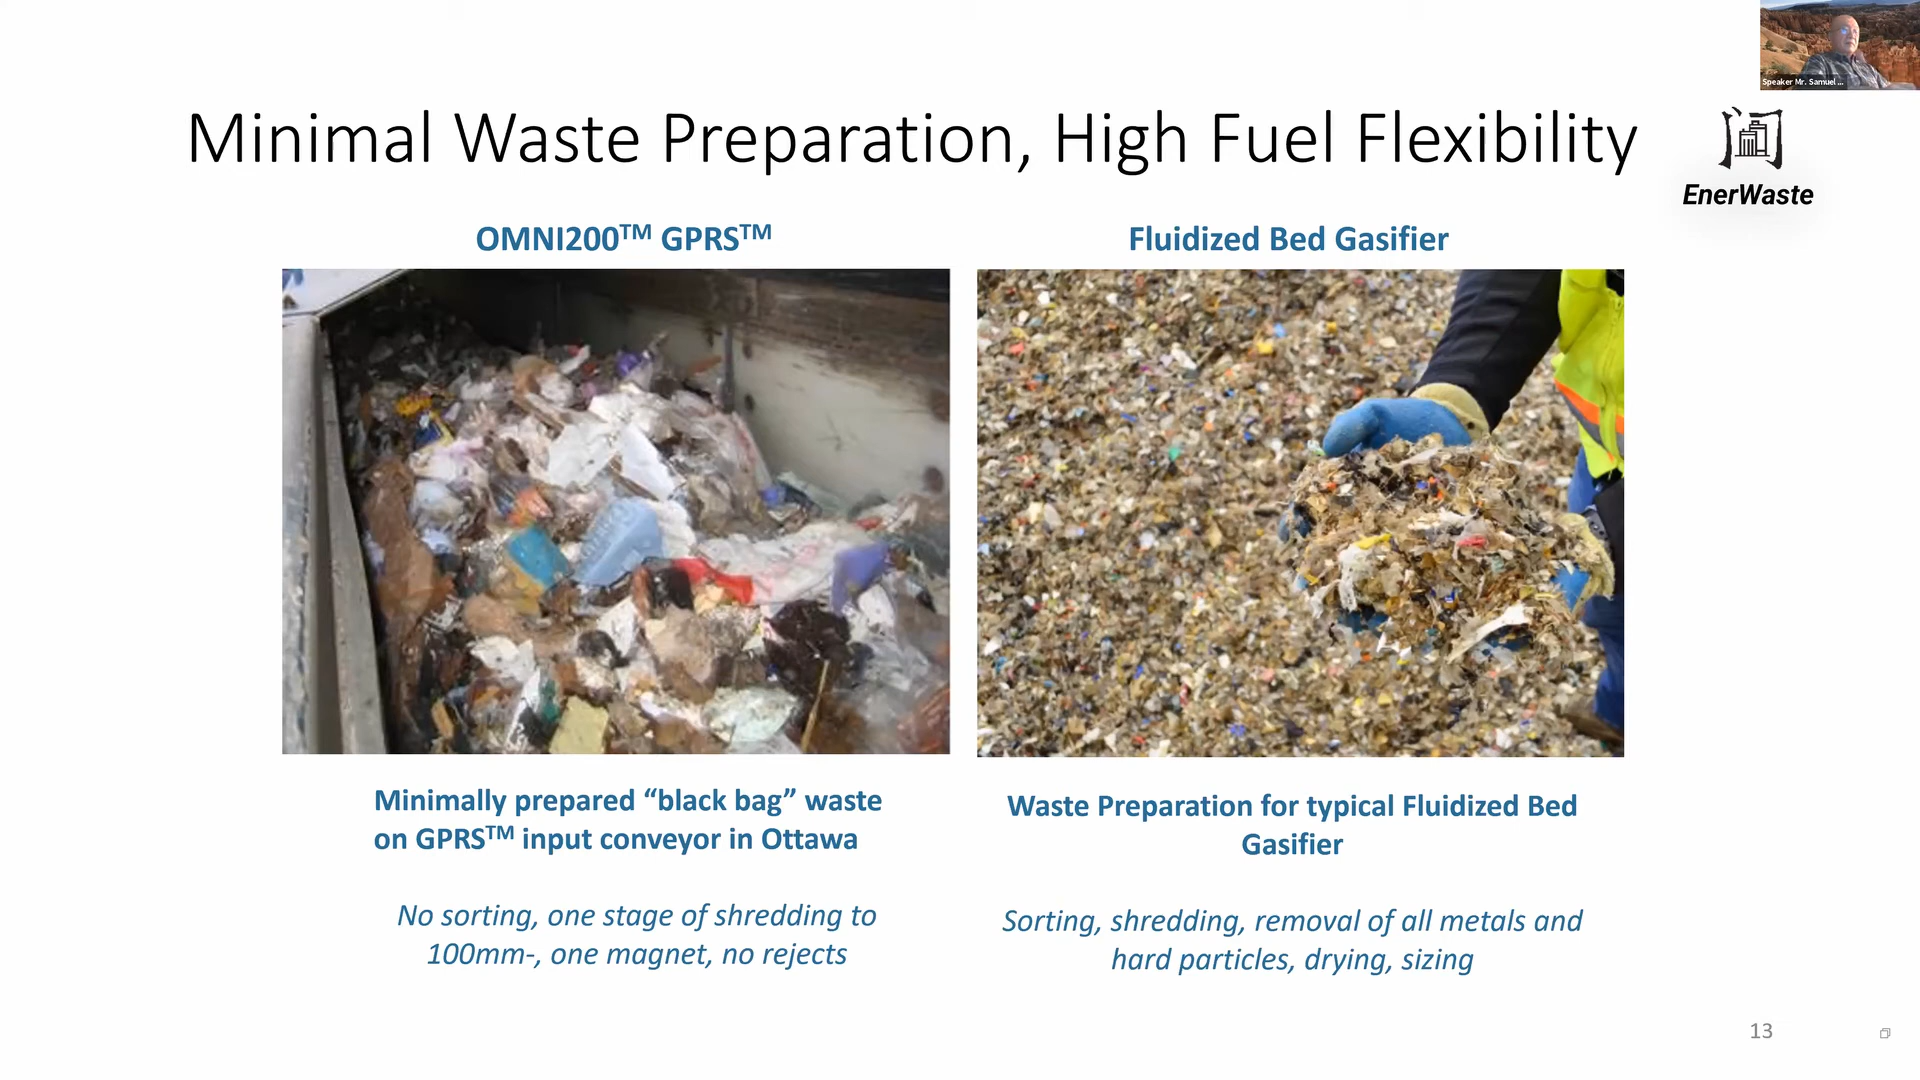 Speaker Mr. Samuel ...
Minimal Waste Preparation, High Fuel Flexibility
EnerWaste
OMNI200™ GPRS™
Fluidized Bed Gasifier
Minimally prepared “black bag” waste
on GPRS™ input conveyor in Ottawa
No sorting, one stage of shredding to
100mm-, one magnet, no rejects
Waste Preparation for typical Fluidized Bed
Gasifier
Sorting, shredding, removal of all metals and
hard particles, drying, sizing
13